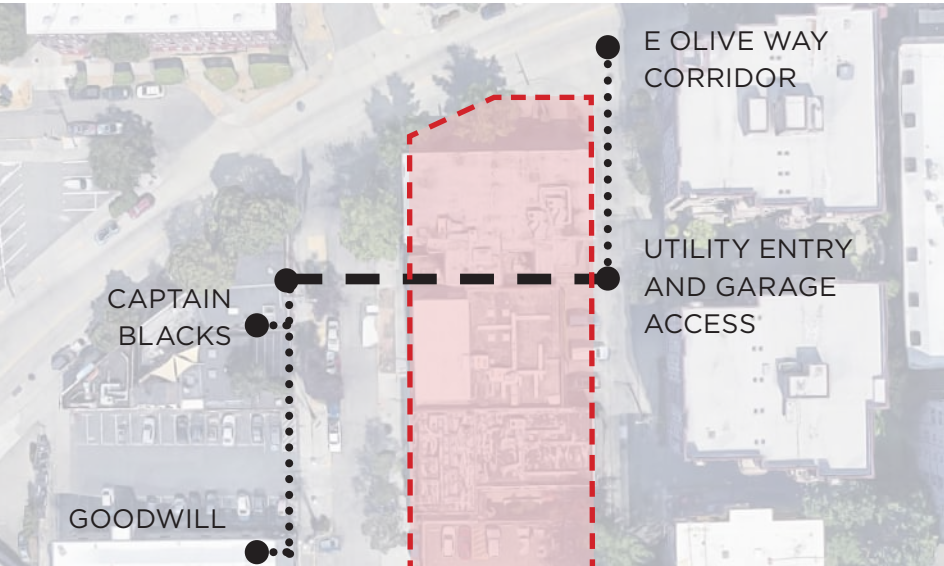 E OLIVE WAY
CORRIDOR
UTILITY ENTRY
AND GARAGE
ACCESS
CAPTAIN
BLACKS
GOODWILL